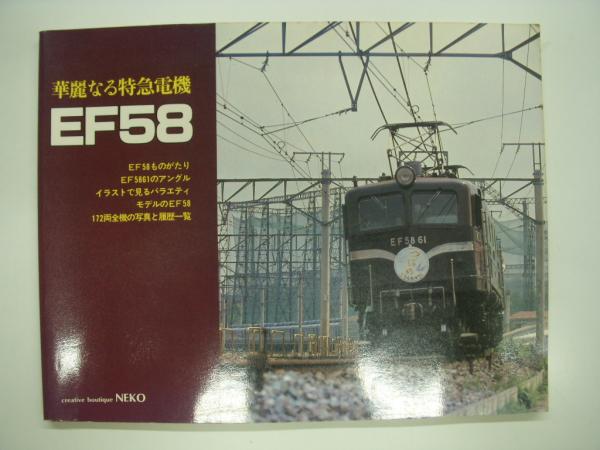 華麗なる特急電機
EF58
EF58ものがたり
EF5861のアングル
イラストで見るバラエティ
モデルのEF58
172両全機の写真と履歴一覧
creative boutique NEKO
EF58 61